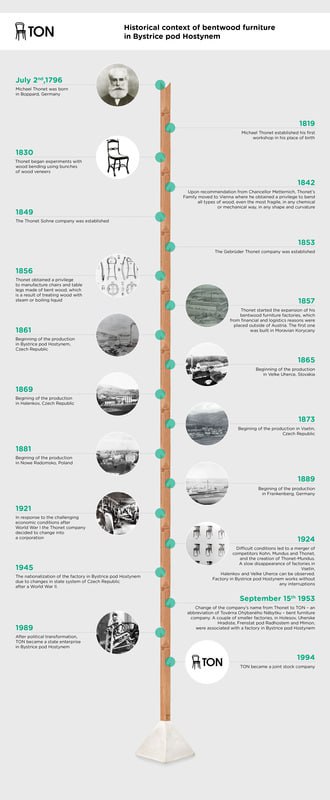 TON
Historical context of bentwood furniture
in Bystrice pod Hostynem
July 2nd,1796
Michael Thonet was born
in Boppard, Germany
1819
Michael Thonet established his first
workshop in his place of birth
1830
Thonet began experiments with
wood bending using bunches
of wood veneers
1842
Upon recommendation from Chancellor Metternich, Thonet's
Family moved to Vienna where he obtained a privilege to bend
all types of wood, even the most fragile, in any chemical
or mechanical way, in any shape and curvature
1849
The Thonet Sohne company was established
1853
The Gebrüder Thonet company was established
1856
Thonet obtained a privilege
to manufacture chairs and table
legs made of bent wood, which
is a result of treating wood with
steam or boiling liquid
1857
Thonet started the expansion of his
bentwood furniture factories, which
from financial and logistics reasons were
placed outside of Austria. The first one
was built in Moravian Korycany
1861
Beginning of the production
in Bystrice pod Hostynem,
Czech Republic
1865
Beginning of the production
in Velke Uherce, Slovakia
1869
Begining of the production
in Halenkov, Czech Republic
1873
Begining of the production in Vsetin,
Czech Republic
1881
Begining of the production
in Nowe Radomsko, Poland
1889
Begining of the production
in Frankenberg, Germany
1921
In response to the challenging
economic conditions after
World War I the Thonet company
decided to change into
a corporation
1924
Difficult conditions led to a merger of
competitors Kohn, Mundus and Thonet,
and the creation of Thonet-Mundus.
A slow disappearance of factories in
Vsetin,
Halenkov and Velke Uherce can be observed.
Factory in Bystrice pod Hostynem works without
any interruptions
1945
The nationalization of the factory in Bystrice pod Hostynem
due to changes in state system of Czech Republic
after a World War II
September 15th 1953
Change of the company's name from Thonet to TON – an
abbreviation of Tovarna Ohybaneho Nabytku – bent furniture
company. A couple of smaller factories, in Holesov, Uherske
Hradiste, Frenstat pod Radhostem and Mimon,
were associated with a factory in Bystrice pod Hostynem
1989
After political transformation,
TON became a state enterprise
in Bystrice pod Hostynem
TON
1994
TON became a joint stock company